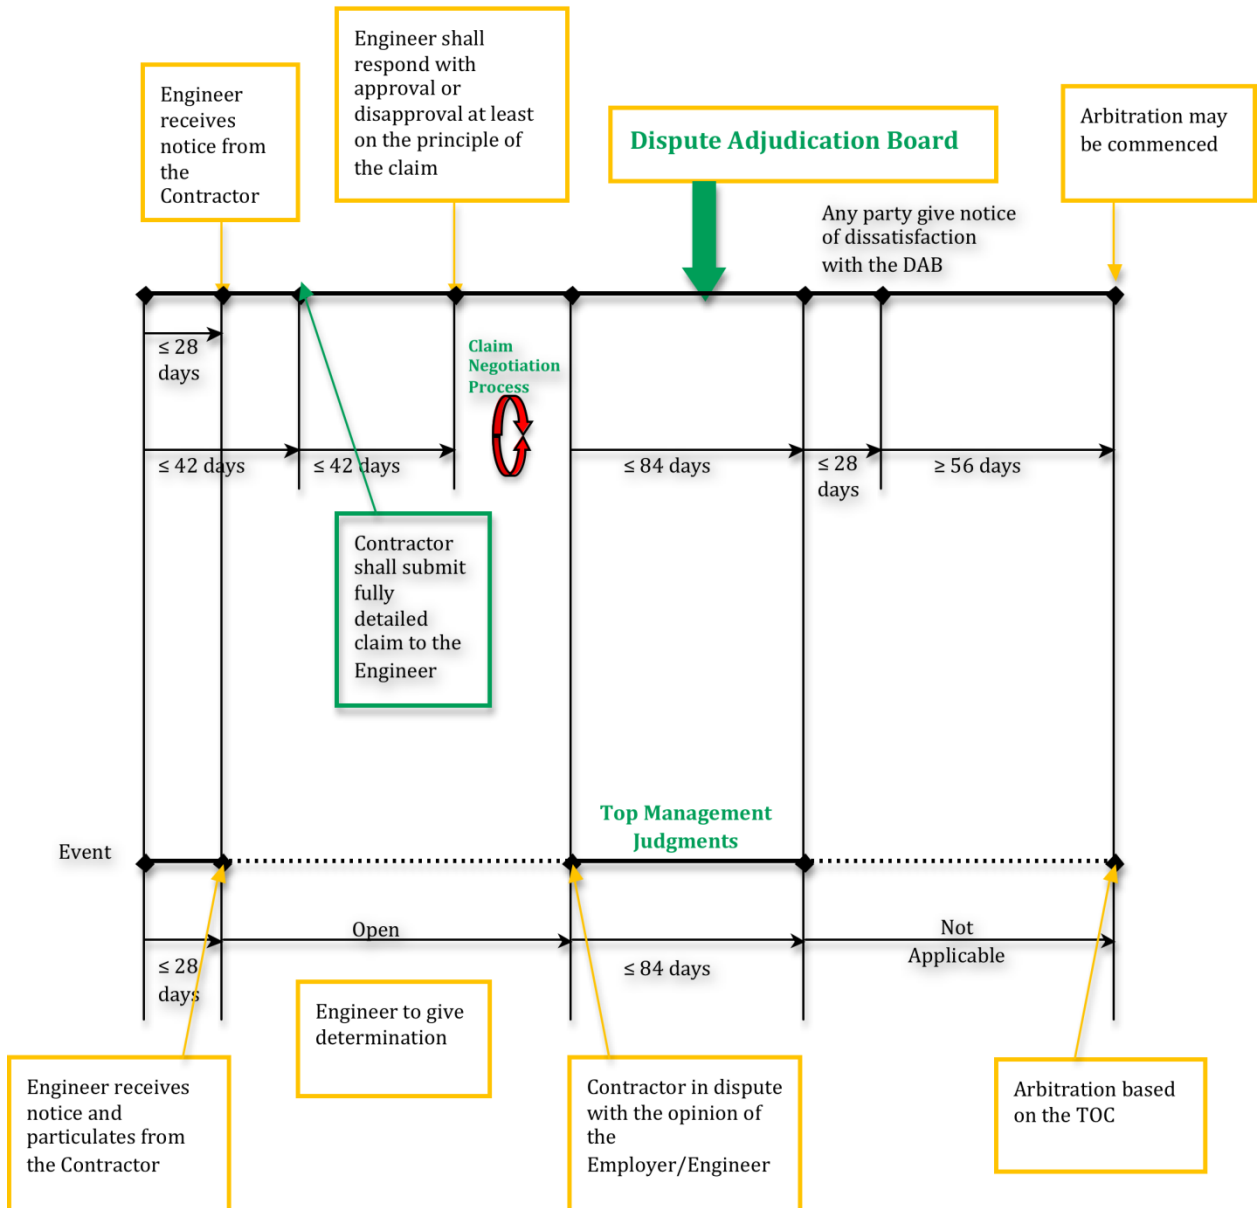 Engineer
receives
notice from
the
Contractor
Engineer shall
respond with
approval or
disapproval at least
on the principle of
the claim
Dispute Adjudication Board
Arbitration may
be commenced
Any party give notice
of dissatisfaction
with the DAB
≤ 28
days
Claim
Negotiation
Process
≤ 42 days
≤ 42 days
≤ 84 days
≤ 28
days
≥ 56 days
Contractor
shall submit
fully
detailed
claim to the
Engineer
Top Management
Judgments
Event
Open
Not
Applicable
≤ 28
days
≤ 84 days
Engineer to give
determination
Engineer receives
notice and
particulates from
the Contractor
Contractor in dispute
with the opinion of
the
Employer/Engineer
Arbitration based
on the TOC